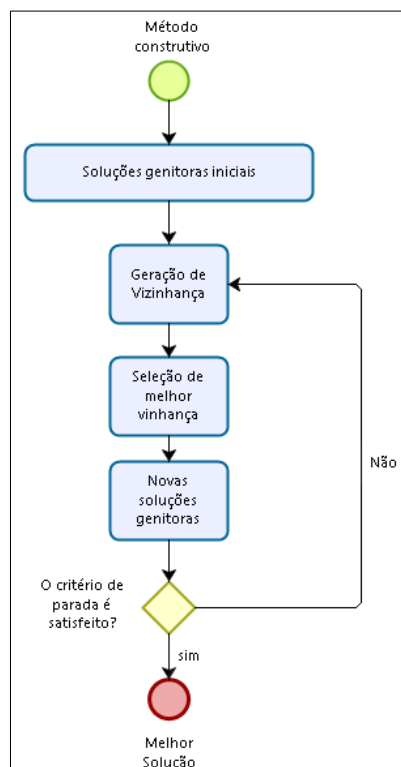 Método
construtivo
Soluções genitoras iniciais
Geração de
Vizinhança
Seleção de
melhor
vinhança
Não
Novas
soluções
genitoras
O critério de
parada é
satisfeito?
sim
Melhor
Solução